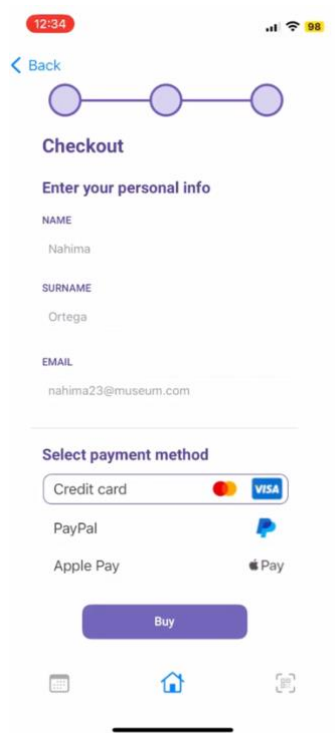 12:34
98
Back
Checkout
Enter your personal info
NAME
Nahima
SURNAME
Ortega
EMAIL
nahima23@museum.com
Select payment method
Credit card VISA
PayPal
Apple Pay Pay
Buy